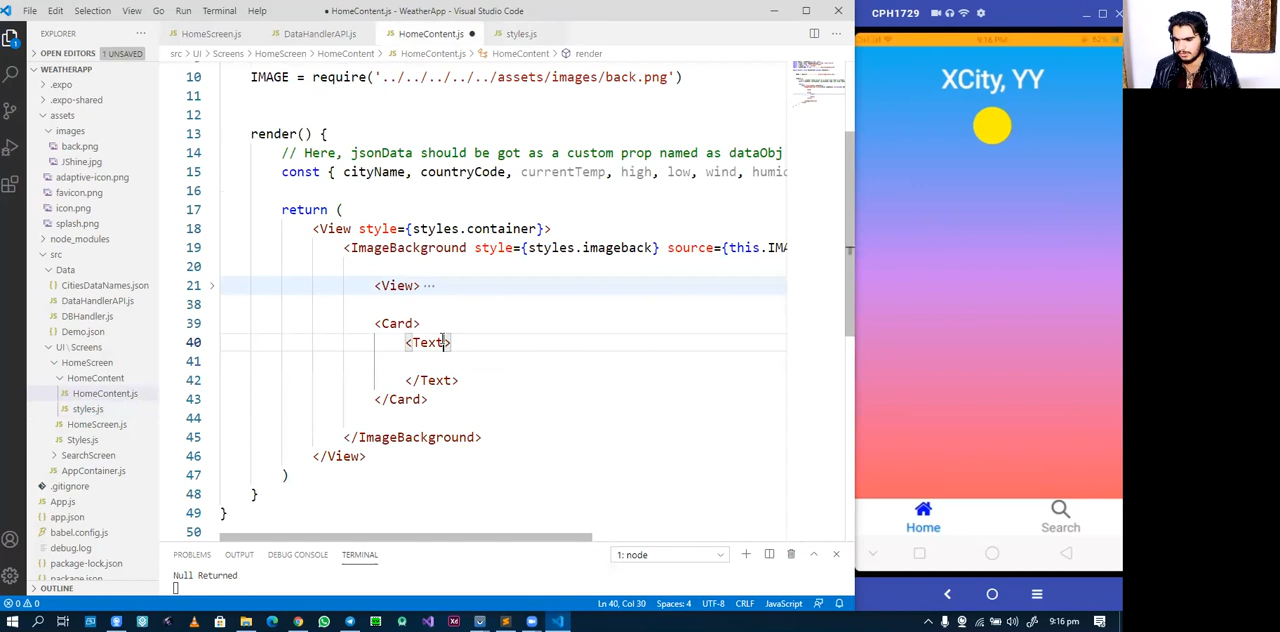 File Edit Selection View Go Run Terminal Help
● HomeContent.js - WeatherApp - Visual Studio Code
CPH1729
EXPLORER
OPEN EDITORS 1 UNSAVED
WEATHERAPP
.expo
.expo-shared
assets
images
back.png
JShine.jpg
adaptive-icon.png
favicon.png
icon.png
splash.png
node_modules
src
Data
CitiesDataNames.json
DataHandlerAPI.js
DBHandler.js
Demo.json
UI\Screens
HomeScreen
HomeContent
HomeContent.js
styles.js
HomeScreen.js
Styles.js
SearchScreen
AppContainer.js
.gitignore
App.js
app.json
babel.config.js
debug.log
package-lock.json
package.json
OUTLINE
HomeScreen.js DataHandlerAPI.js HomeContent.js ● styles.js
src > UI > Screens > HomeScreen > HomeContent > HomeContent.js > HomeContent > render
10 IMAGE = require('../../../../../assets/images/back.png')
11
12
13 render() {
14 // Here, jsonData should be got as a custom prop named as dataObj
15 const { cityName, countryCode, currentTemp, high, low, wind, humid
16
17 return (
18 <View style={styles.container}>
19 <ImageBackground style={styles.imageback} source={this.IMA
20
21 <View> ...
38
39 <Card>
40 <Text>
41
42 </Text>
43 </Card>
44
45 </ImageBackground>
46 </View>
47 )
48 }
49 }
50
PROBLEMS OUTPUT DEBUG CONSOLE TERMINAL
1: node
Null Returned
0 0
Ln 40, Col 30 Spaces: 4 UTF-8 CRLF JavaScript
9:16 PM
XCity, YY
Home Search
9:16 pm